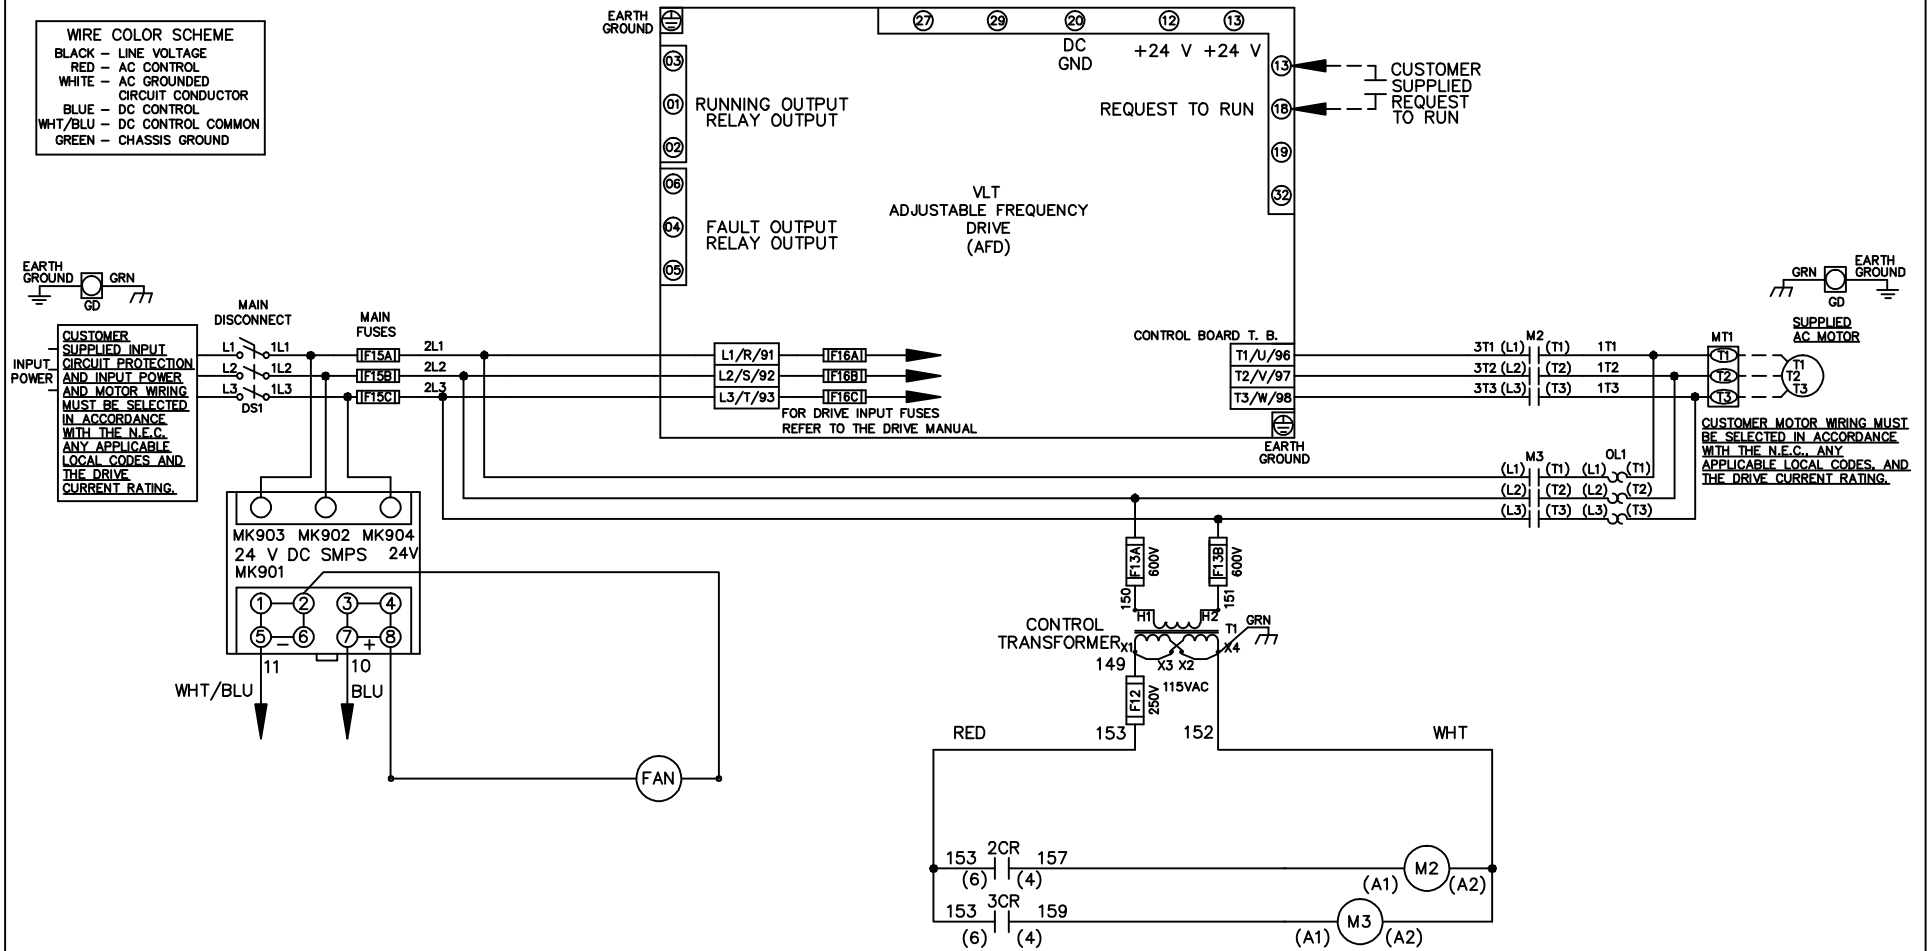 WIRE COLOR SCHEME
BLACK – LINE VOLTAGE
RED – AC CONTROL
WHITE – AC GROUNDED
CIRCUIT CONDUCTOR
BLUE – DC CONTROL
WHT/BLU – DC CONTROL COMMON
GREEN – CHASSIS GROUND
EARTH
GROUND
27 29 20 12 13
DC
GND
+24 V +24 V
03
01
02
RUNNING OUTPUT
RELAY OUTPUT
06
04
05
FAULT OUTPUT
RELAY OUTPUT
VLT
ADJUSTABLE FREQUENCY
DRIVE
(AFD)
REQUEST TO RUN
13
18
19
32
CUSTOMER
SUPPLIED
REQUEST
TO RUN
EARTH
GROUND
GRN
GD
INPUT
POWER
CUSTOMER
SUPPLIED INPUT
CIRCUIT PROTECTION
AND INPUT POWER
AND MOTOR WIRING
MUST BE SELECTED
IN ACCORDANCE
WITH THE N.E.C.
ANY APPLICABLE
LOCAL CODES AND
THE DRIVE
CURRENT RATING.
MAIN
DISCONNECT
L1 1L1
L2 1L2
L3 1L3
DS1
MAIN
FUSES
F15A 2L1
F15B 2L2
F15C 2L3
L1/R/91 F16A
L2/S/92 F16B
L3/T/93 F16C
FOR DRIVE INPUT FUSES
REFER TO THE DRIVE MANUAL
CONTROL BOARD T. B.
T1/U/96
T2/V/97
T3/W/98
EARTH
GROUND
M2
3T1 (L1) (T1) 1T1
3T2 (L2) (T2) 1T2
3T3 (L3) (T3) 1T3
MT1
T1
T2
T3
GRN
GD
EARTH
GROUND
SUPPLIED
AC MOTOR
T1
T2
T3
CUSTOMER MOTOR WIRING MUST
BE SELECTED IN ACCORDANCE
WITH THE N.E.C., ANY
APPLICABLE LOCAL CODES, AND
THE DRIVE CURRENT RATING.
M3 OL1
(L1) (T1) (L1) (T1)
(L2) (T2) (L2) (T2)
(L3) (T3) (L3) (T3)
MK903 MK902 MK904
24 V DC SMPS 24V
MK901
1 2 3 4
5 – 6 7 + 8
11 10
WHT/BLU BLU
FAN
F13A 600V F13B 600V
150 151
H1 H2
CONTROL
TRANSFORMER
T1 GRN
X1 X3 X2 X4
149
115VAC
F12 250V
153 152
RED WHT
153 2CR 157
(6) (4)
M2
(A1) (A2)
153 3CR 159
(6) (4)
M3
(A1) (A2)